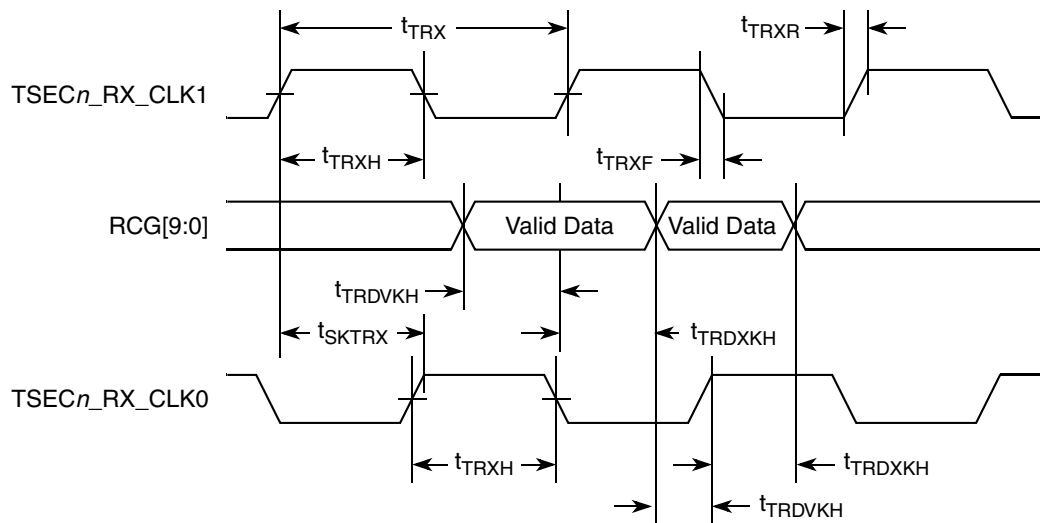 tTRX
tTRXR
TSECn_RX_CLK1
tTRXH
tTRXF
RCG[9:0]
Valid Data
Valid Data
tTRDVKH
tSKTRX
tTRDXKH
TSECn_RX_CLK0
tTRXH
tTRDXKH
tTRDVKH